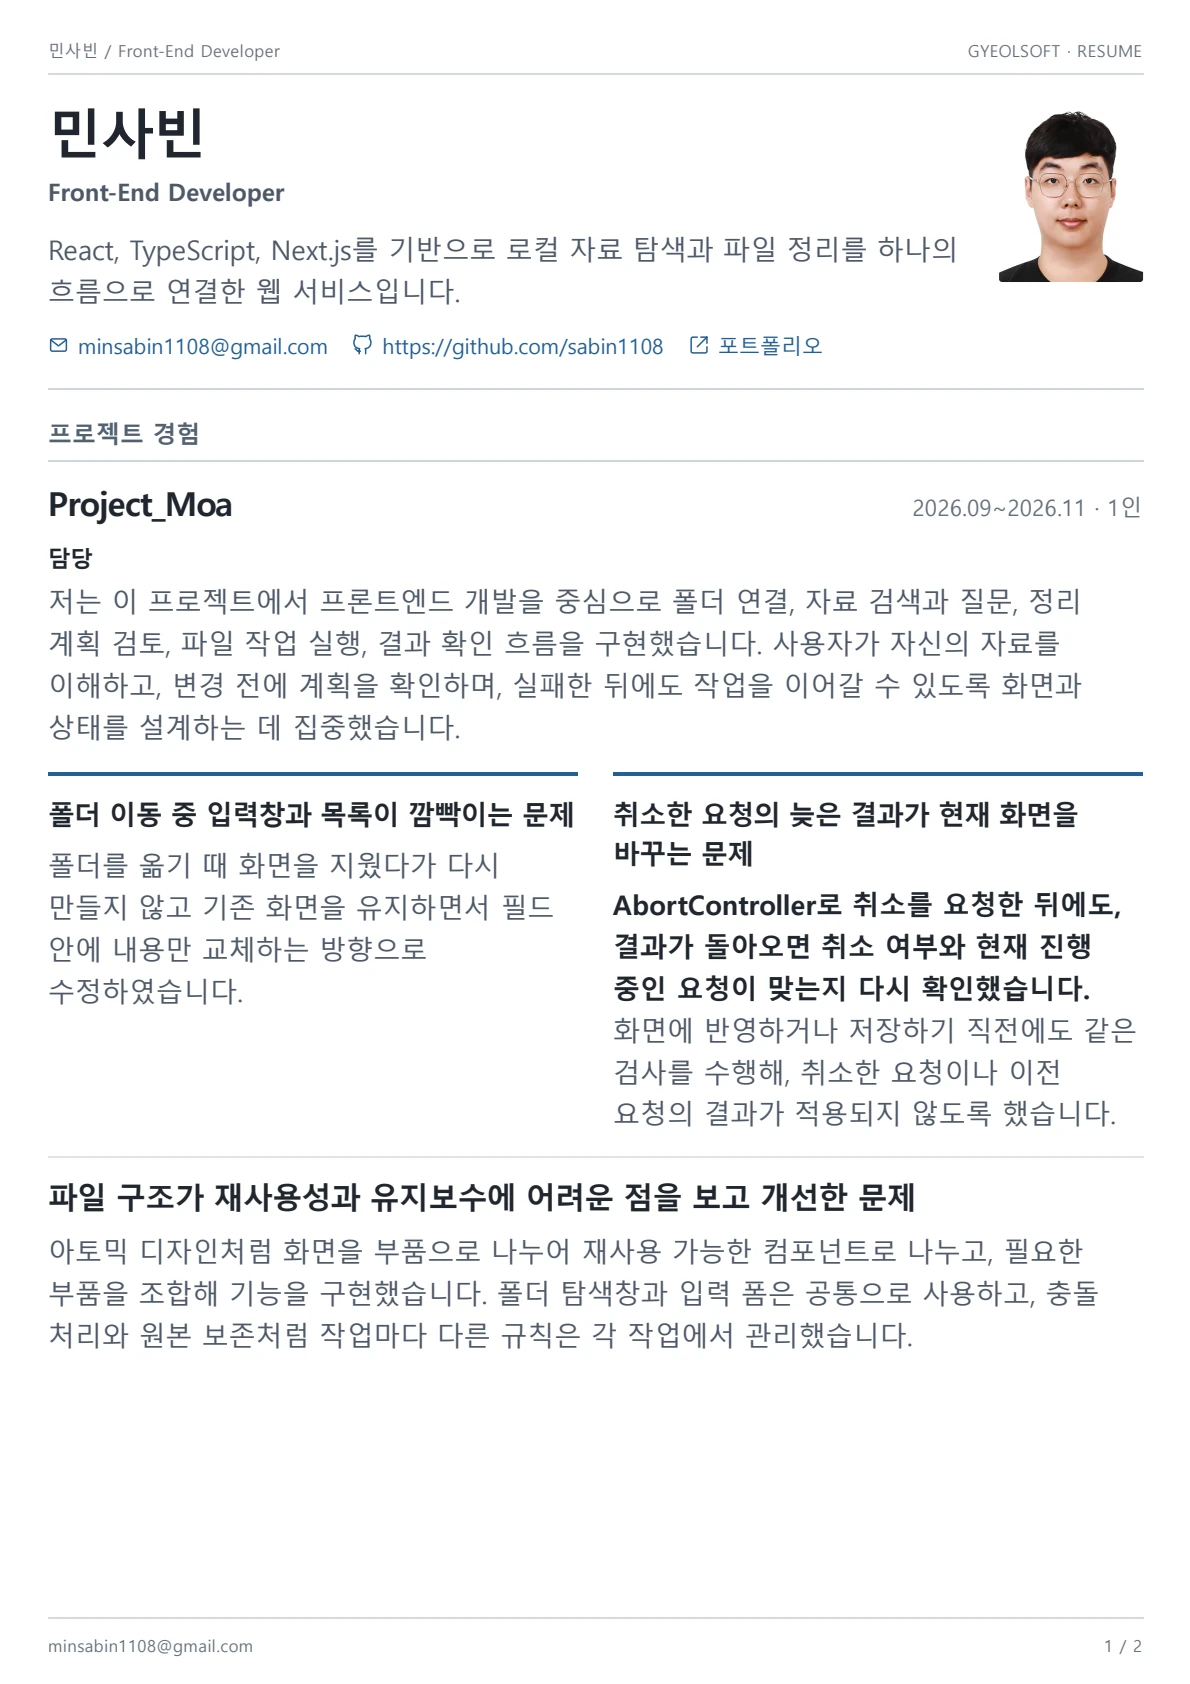 민사빈 / Front-End Developer
GYEOLSOFT · RESUME
민사빈
Front-End Developer
React, TypeScript, Next.js를 기반으로 로컬 자료 탐색과 파일 정리를 하나의
흐름으로 연결한 웹 서비스입니다.
minsabin1108@gmail.com https://github.com/sabin1108 포트폴리오
프로젝트 경험
Project_Moa
2026.09~2026.11 · 1인
담당
저는 이 프로젝트에서 프론트엔드 개발을 중심으로 폴더 연결, 자료 검색과 질문, 정리
계획 검토, 파일 작업 실행, 결과 확인 흐름을 구현했습니다. 사용자가 자신의 자료를
이해하고, 변경 전에 계획을 확인하며, 실패한 뒤에도 작업을 이어갈 수 있도록 화면과
상태를 설계하는 데 집중했습니다.
폴더 이동 중 입력창과 목록이 깜빡이는 문제
폴더를 옮기 때 화면을 지웠다가 다시
만들지 않고 기존 화면을 유지하면서 필드
안에 내용만 교체하는 방향으로
수정하였습니다.
취소한 요청의 늦은 결과가 현재 화면을
바꾸는 문제
AbortController로 취소를 요청한 뒤에도,
결과가 돌아오면 취소 여부와 현재 진행
중인 요청이 맞는지 다시 확인했습니다.
화면에 반영하거나 저장하기 직전에도 같은
검사를 수행해, 취소한 요청이나 이전
요청의 결과가 적용되지 않도록 했습니다.
파일 구조가 재사용성과 유지보수에 어려운 점을 보고 개선한 문제
아토믹 디자인처럼 화면을 부품으로 나누어 재사용 가능한 컴포넌트로 나누고, 필요한
부품을 조합해 기능을 구현했습니다. 폴더 탐색창과 입력 폼은 공통으로 사용하고, 충돌
처리와 원본 보존처럼 작업마다 다른 규칙은 각 작업에서 관리했습니다.
minsabin1108@gmail.com
1 / 2